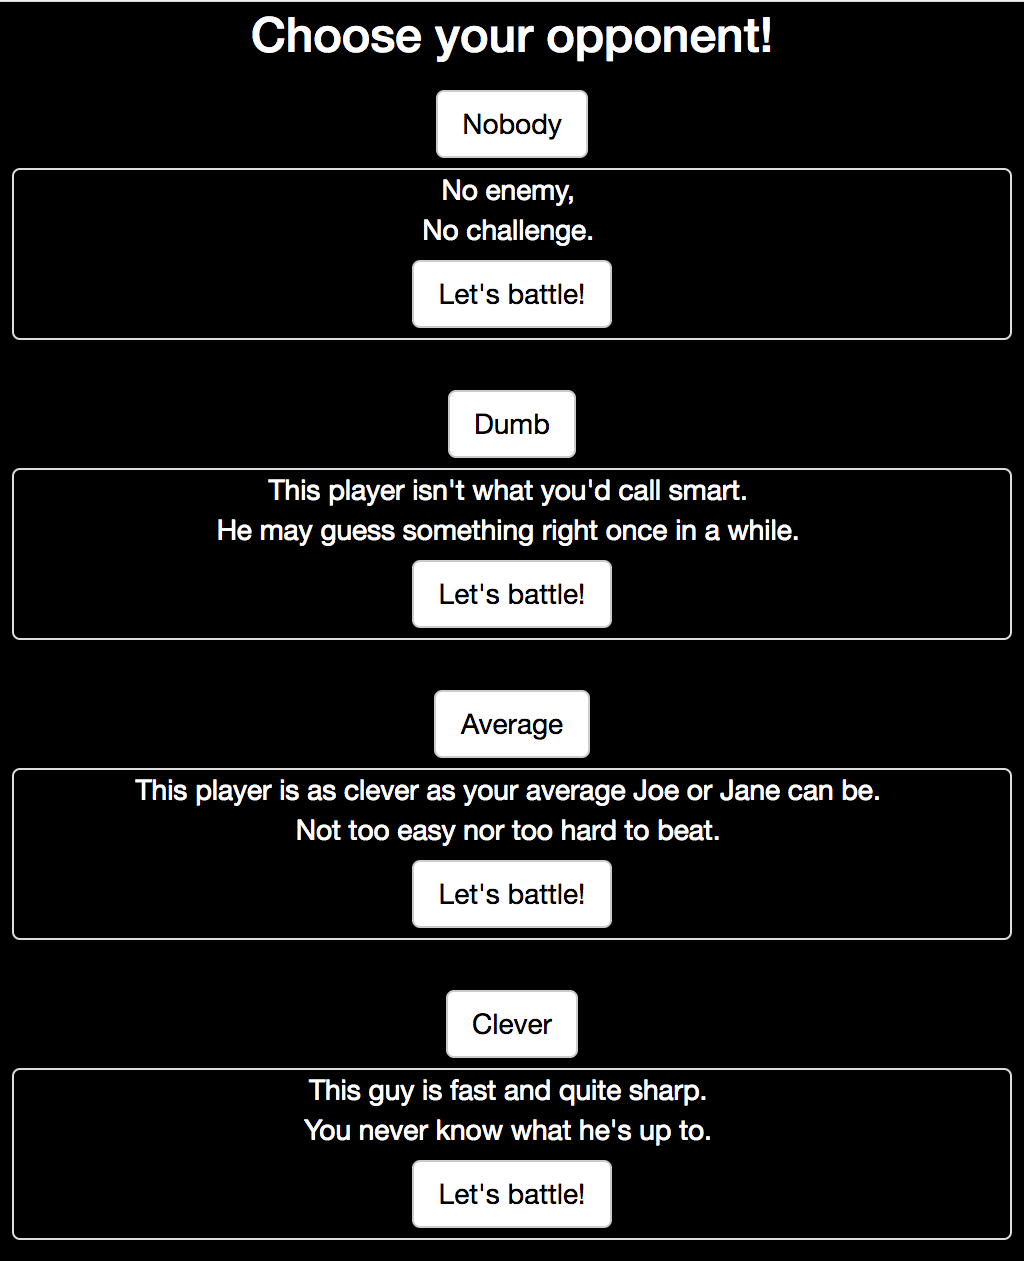 Choose your opponent!
Nobody
No enemy,
No challenge.
Let's battle!
Dumb
This player isn't what you'd call smart.
He may guess something right once in a while.
Let's battle!
Average
This player is as clever as your average Joe or Jane can be.
Not too easy nor too hard to beat.
Let's battle!
Clever
This guy is fast and quite sharp.
You never know what he's up to.
Let's battle!